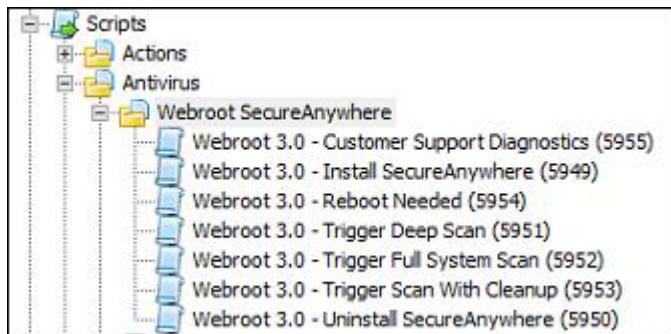 Scripts
Actions
Antivirus
Webroot SecureAnywhere
Webroot 3.0 - Customer Support Diagnostics (5955)
Webroot 3.0 - Install SecureAnywhere (5949)
Webroot 3.0 - Reboot Needed (5954)
Webroot 3.0 - Trigger Deep Scan (5951)
Webroot 3.0 - Trigger Full System Scan (5952)
Webroot 3.0 - Trigger Scan With Cleanup (5953)
Webroot 3.0 - Uninstall SecureAnywhere (5950)